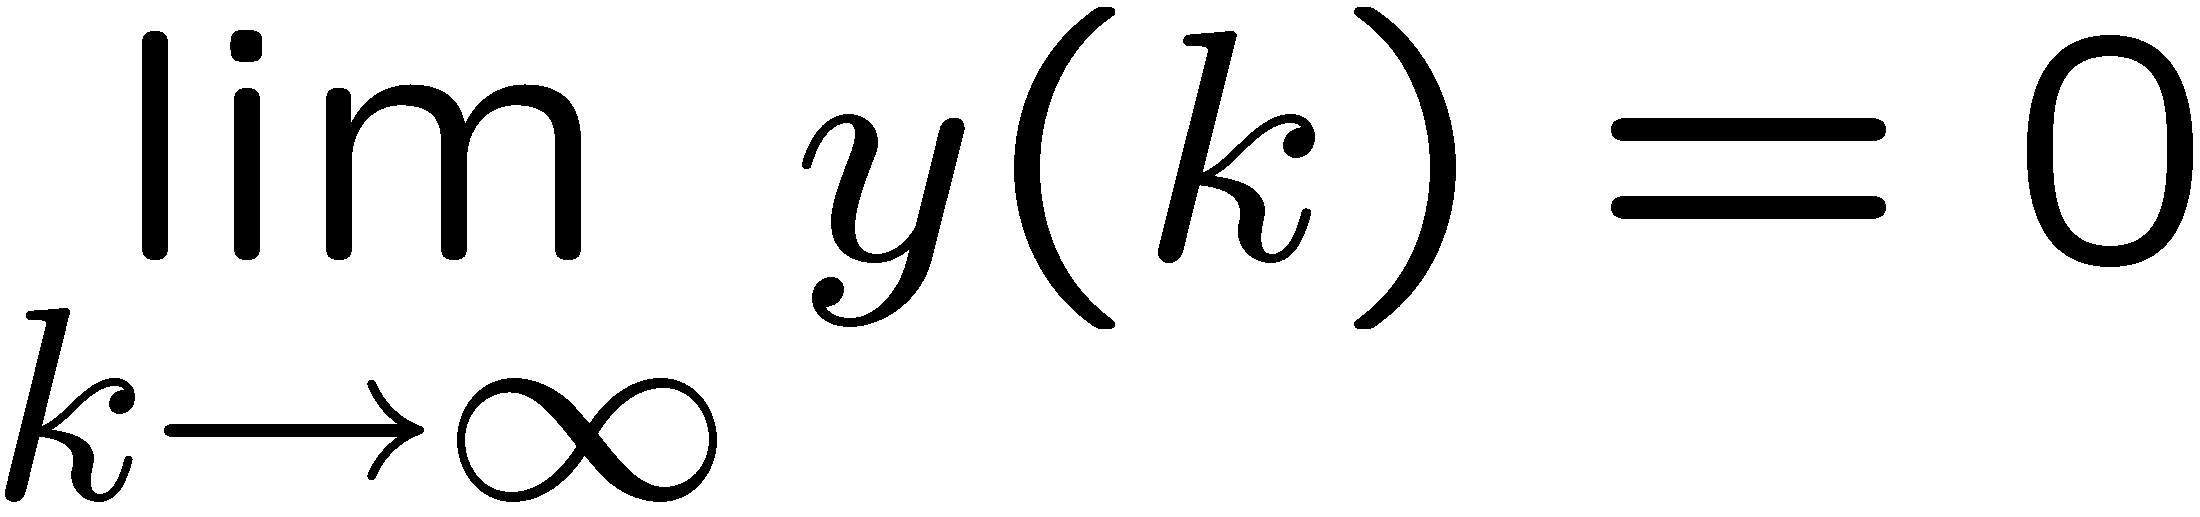 lim y(k) = 0
k→∞